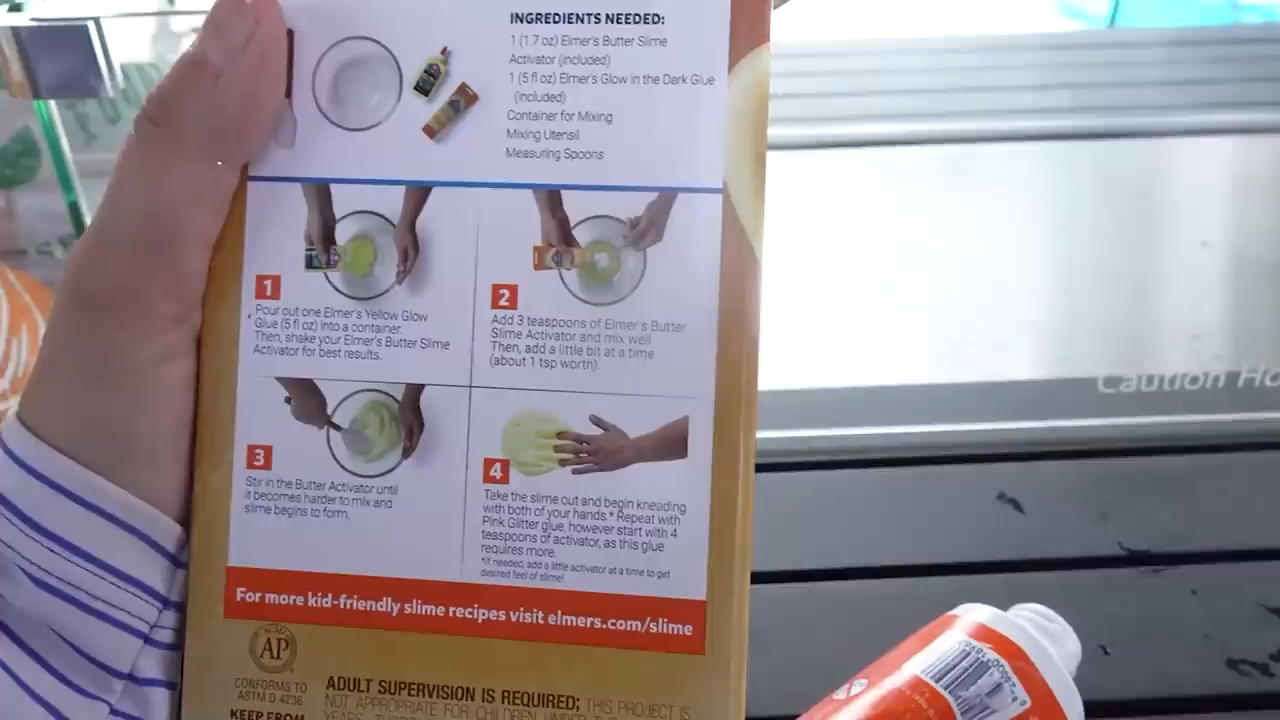 INGREDIENTS NEEDED:
1 (1.7 oz) Elmer's Butter Slime
Activator (included)
1 (5 fl oz) Elmer's Glow in the Dark Glue
(included)
Container for Mixing
Mixing Utensil
Measuring Spoons
1
Pour out one Elmer's Yellow Glow
Glue (5 fl oz) into a container.
Then, shake your Elmer's Butter Slime
Activator for best results.
2
Add 3 teaspoons of Elmer's Butter
Slime Activator and mix well
Then, add a little bit at a time
(about 1 tsp worth).
3
Stir in the Butter Activator until
it becomes harder to mix and
slime begins to form.
4
Take the slime out and begin kneading
with both of your hands.* Repeat with
Pink Glitter glue, however start with 4
teaspoons of activator, as this glue
requires more.
*If needed, add a little activator at a time to get
desired feel of slime!
For more kid-friendly slime recipes visit elmers.com/slime
ACMI
AP
CONFORMS TO
ASTM D 4236
KEEP FROM
ADULT SUPERVISION IS REQUIRED; THIS PROJECT IS
NOT APPROPRIATE FOR CHILDREN UNDER
Caution Ho